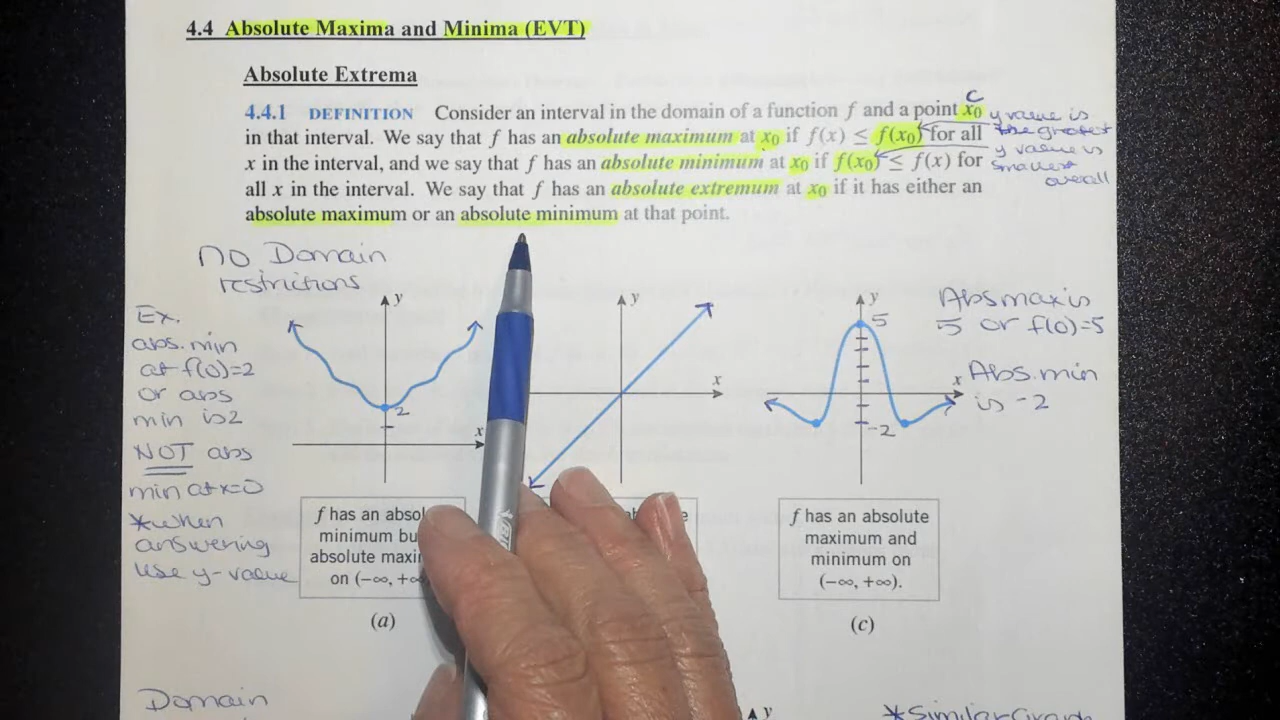 4.4 Absolute Maxima and Minima (EVT)
Absolute Extrema
4.4.1 DEFINITION Consider an interval in the domain of a function f and a point x₀
in that interval. We say that f has an absolute maximum at x₀ if f(x) ≤ f(x₀) for all
x in the interval, and we say that f has an absolute minimum at x₀ if f(x₀) ≤ f(x) for
all x in the interval. We say that f has an absolute extremum at x₀ if it has either an
absolute maximum or an absolute minimum at that point.
C
y value is
the greatest
y value is
smallest
overall
no Domain
restrictions
Ex.
abs. min
at f(0)=2
or abs
min is 2
NOT abs
min at x=0
*when
answering
use y-value
y
2
x
f has an
minimum
absolute
on (−∞, +∞
(a)
y
x
y
5
x
-2
Abs max is
5 or f(0)=5
Abs. min
is -2
f has an absolute
maximum and
minimum on
(−∞, +∞).
(c)
Domain
y
*Similar Graph